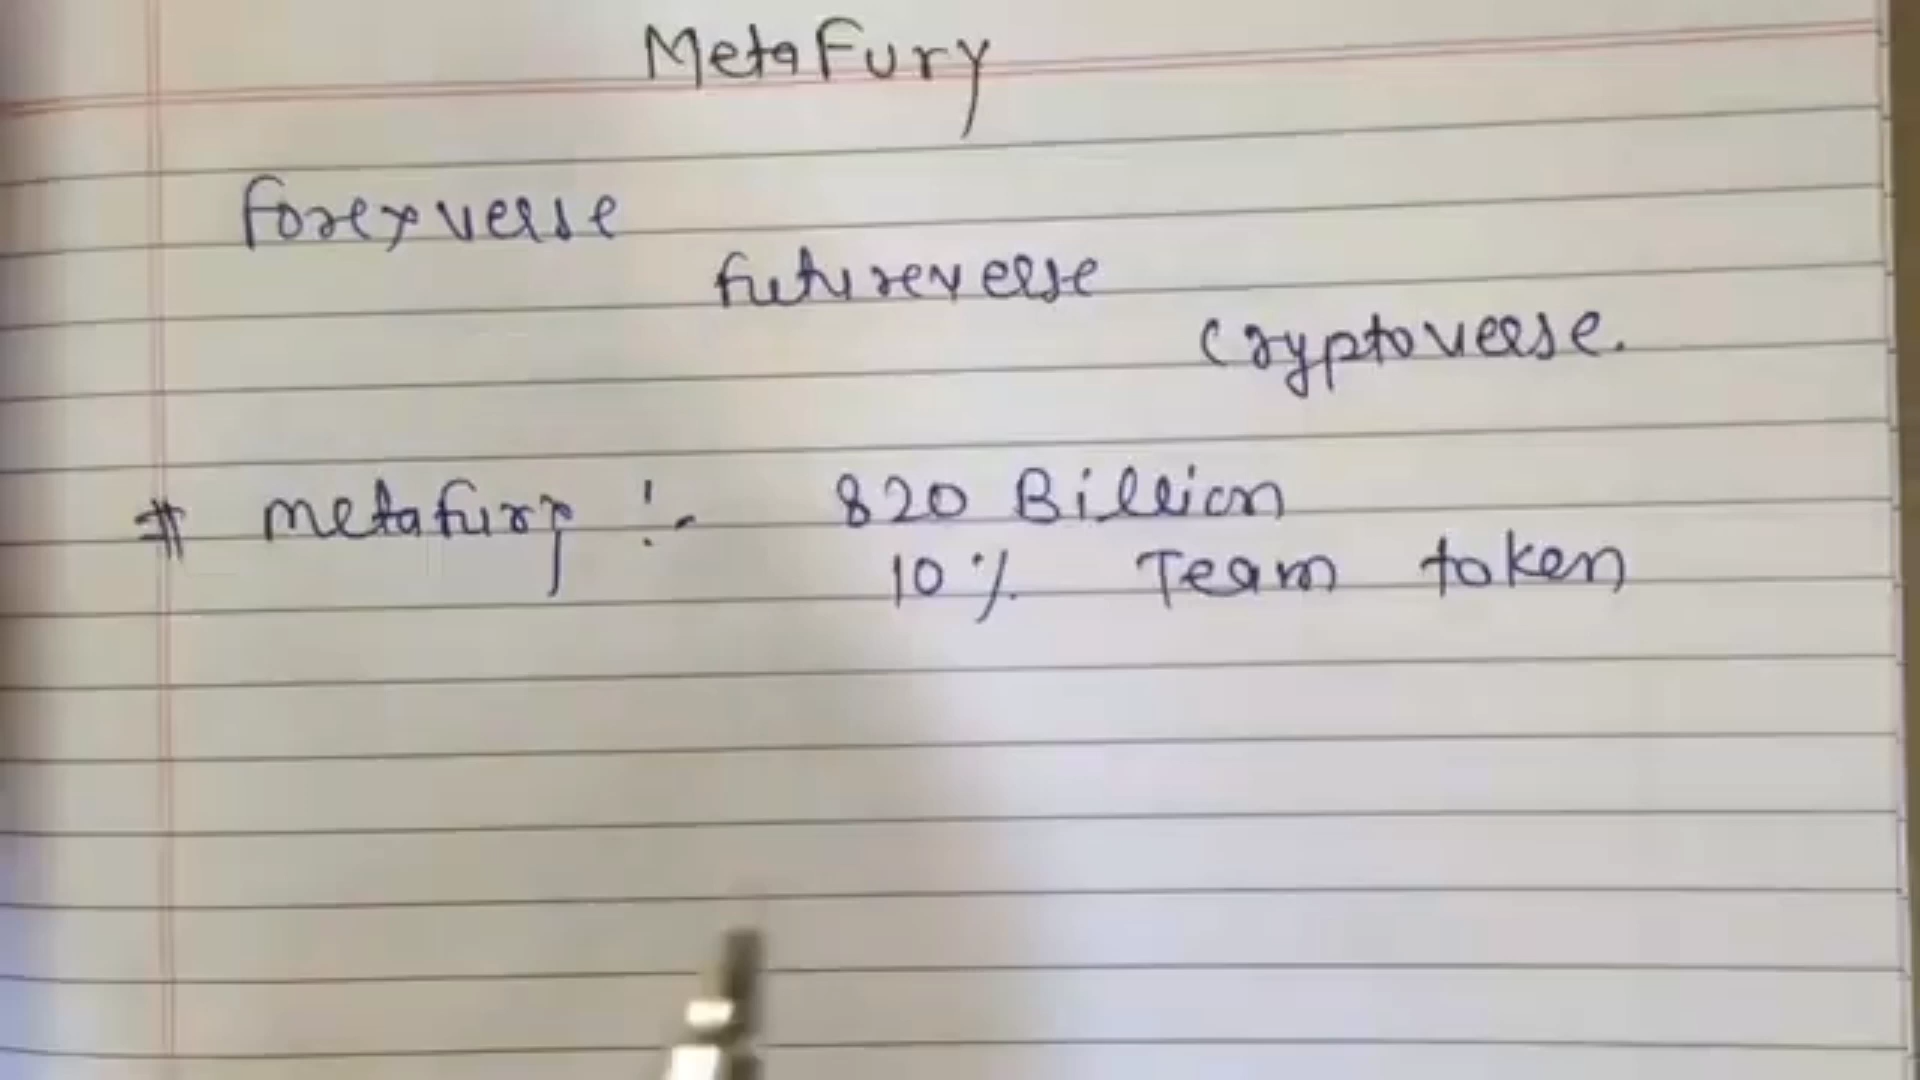 MetaFury
forexverse
futureverse
cryptoverse.
# metafury :- 820 Billion
10% Team token